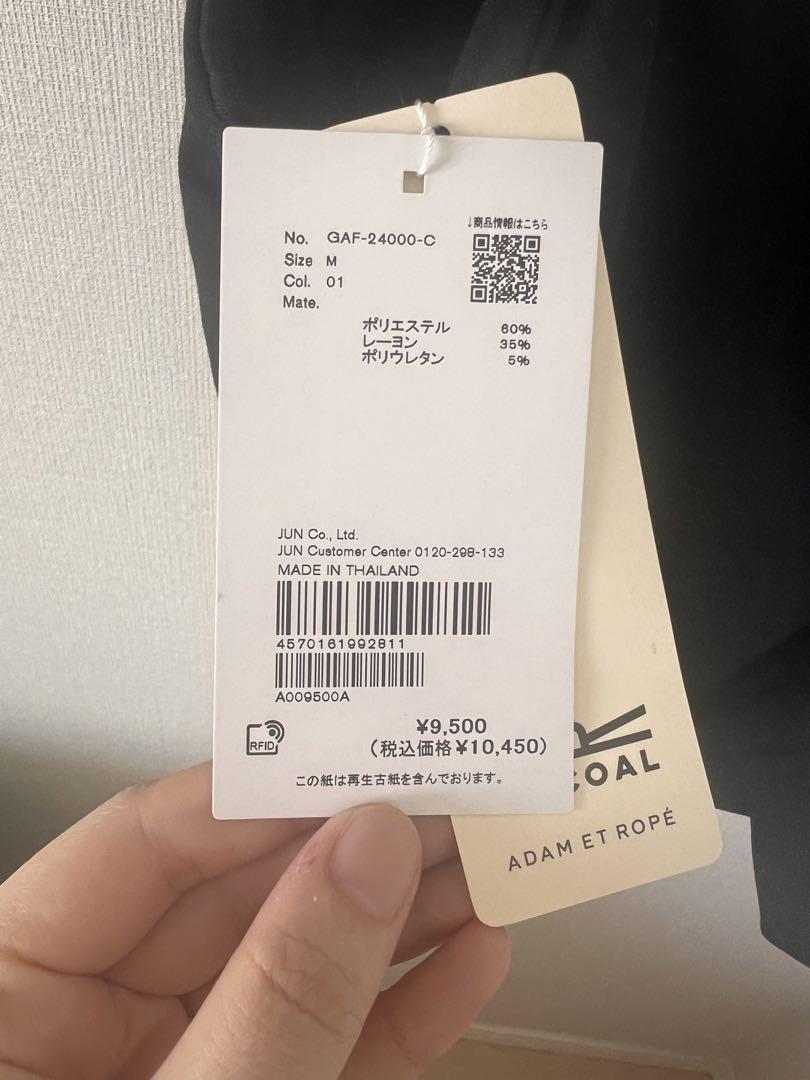 ↓商品情報はこちら
No. GAF-24000-C
Size M
Col. 01
Mate.
ポリエステル 60%
レーヨン 35%
ポリウレタン 5%
JUN Co., Ltd.
JUN Customer Center 0120-298-133
MADE IN THAILAND
4570161992811
A009500A
RFID
¥9,500
(税込価格¥10,450)
この紙は再生古紙を含んでおります。
COAL
ADAM ET ROPÉ